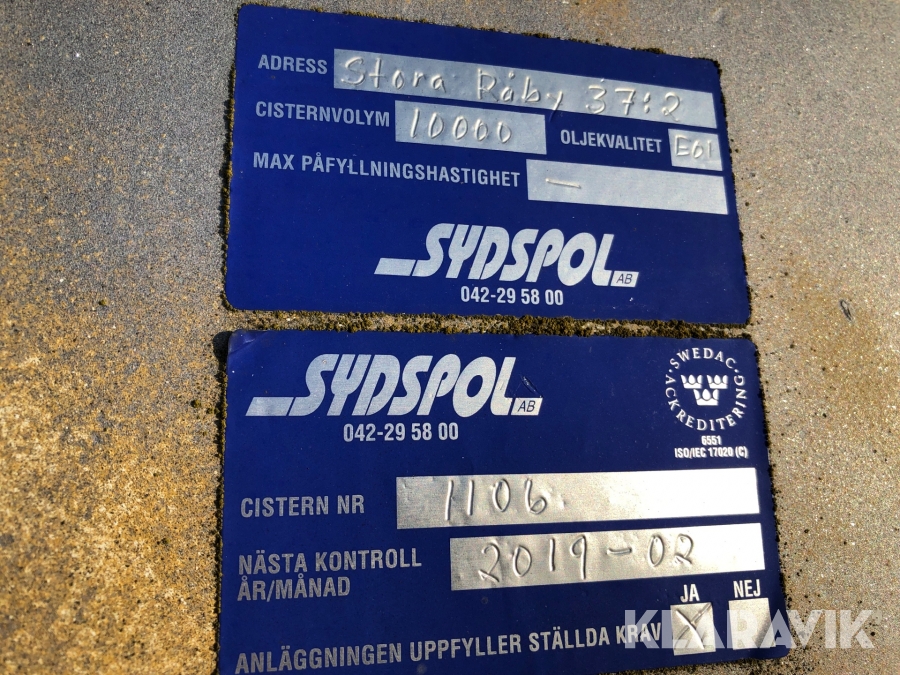 ADRESS Stora Råby 37:2
CISTERNVOLYM 10000 OLJEKVALITET E01
MAX PÅFYLLNINGSHASTIGHET —
SYDSPOL AB
042-29 58 00
SYDSPOL AB
042-29 58 00
SWEDAC ACKREDITERING
6551
ISO/IEC 17020 (C)
CISTERN NR 1106
NÄSTA KONTROLL
ÅR/MÅNAD 2019-02
JA NEJ
ANLÄGGNINGEN UPPFYLLER STÄLLDA KRAV X
KLARAVIK